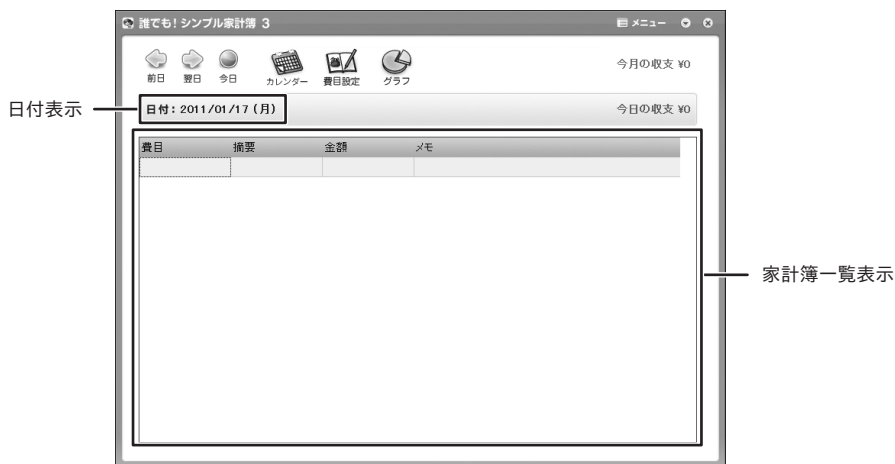 誰でも! シンプル家計簿 3
メニュー
前日 翌日 今日 カレンダー 費目設定 グラフ
今月の収支 ¥0
日付表示
日付: 2011/01/17 (月)
今日の収支 ¥0
費目 摘要 金額 メモ
家計簿一覧表示